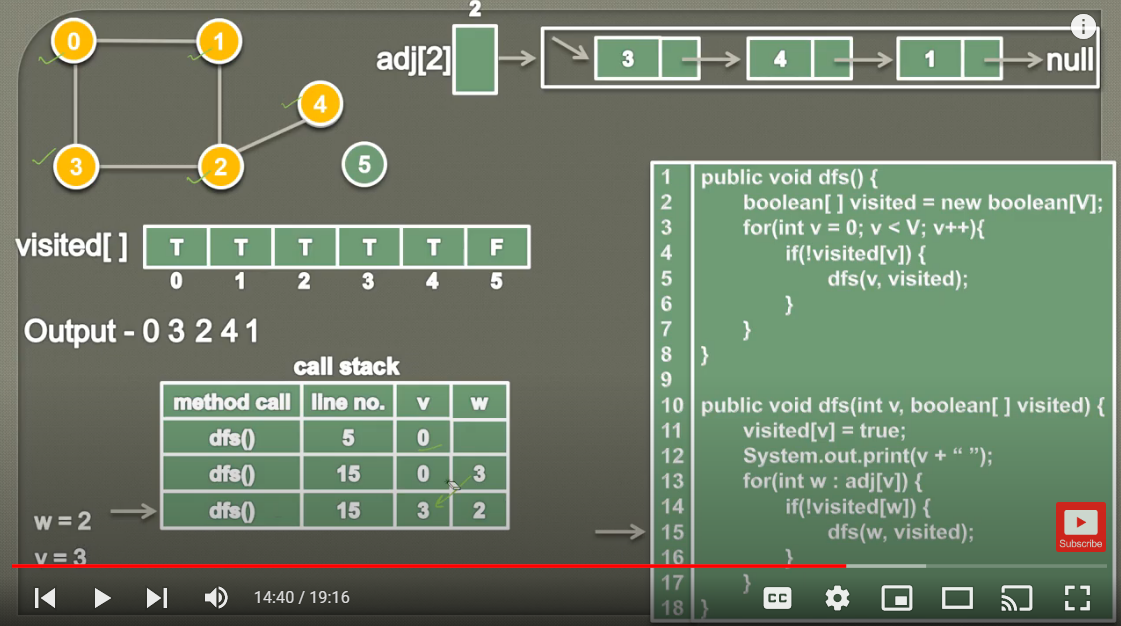 2
0 1
adj[2] 3 4 1 null
4
3 2 5
visited[ ] T T T T T F
0 1 2 3 4 5
Output - 0 3 2 4 1
call stack
method call line no. v w
dfs() 5 0
dfs() 15 0 3
dfs() 15 3 2
w = 2
v = 3
1 public void dfs() {
2 boolean[ ] visited = new boolean[V];
3 for(int v = 0; v < V; v++){
4 if(!visited[v]) {
5 dfs(v, visited);
6 }
7 }
8 }
9
10 public void dfs(int v, boolean[ ] visited) {
11 visited[v] = true;
12 System.out.print(v + “ ”);
13 for(int w : adj[v]) {
14 if(!visited[w]) {
15 dfs(w, visited);
16 }
17 }
18 }
Subscribe
14:40 / 19:16
CC